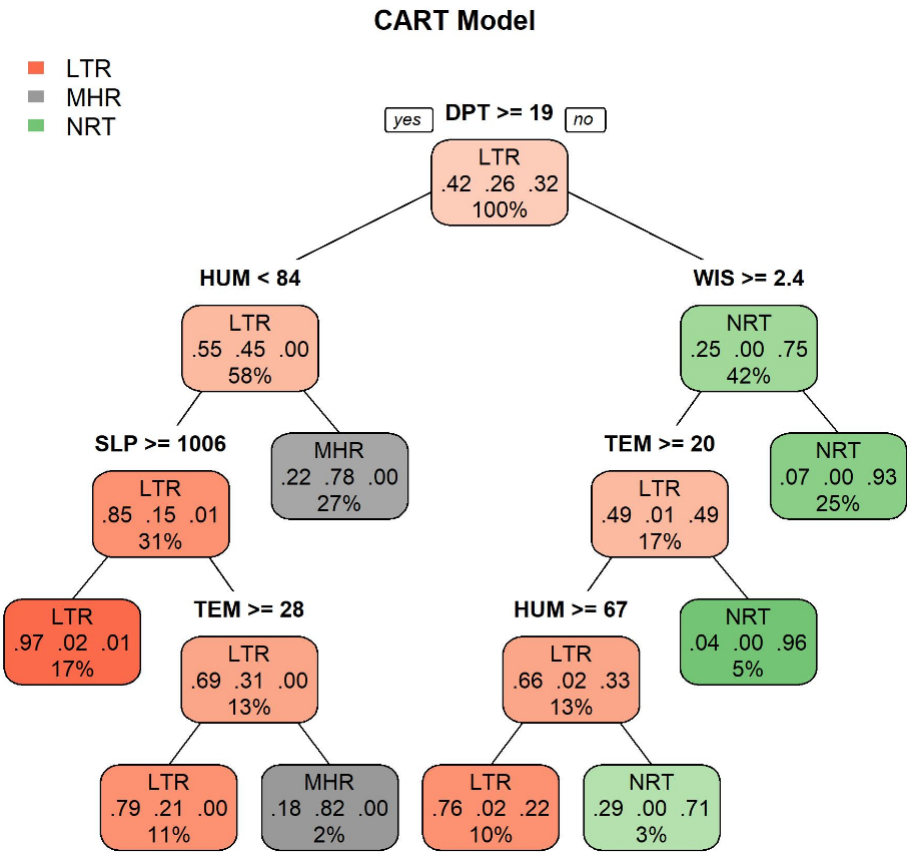 CART Model
LTR
MHR
NRT
yes DPT >= 19 no
LTR
.42 .26 .32
100%
HUM < 84
WIS >= 2.4
LTR
.55 .45 .00
58%
NRT
.25 .00 .75
42%
SLP >= 1006
MHR
.22 .78 .00
27%
TEM >= 20
NRT
.07 .00 .93
25%
LTR
.85 .15 .01
31%
LTR
.49 .01 .49
17%
LTR
.97 .02 .01
17%
TEM >= 28
HUM >= 67
NRT
.04 .00 .96
5%
LTR
.69 .31 .00
13%
LTR
.66 .02 .33
13%
LTR
.79 .21 .00
11%
MHR
.18 .82 .00
2%
LTR
.76 .02 .22
10%
NRT
.29 .00 .71
3%